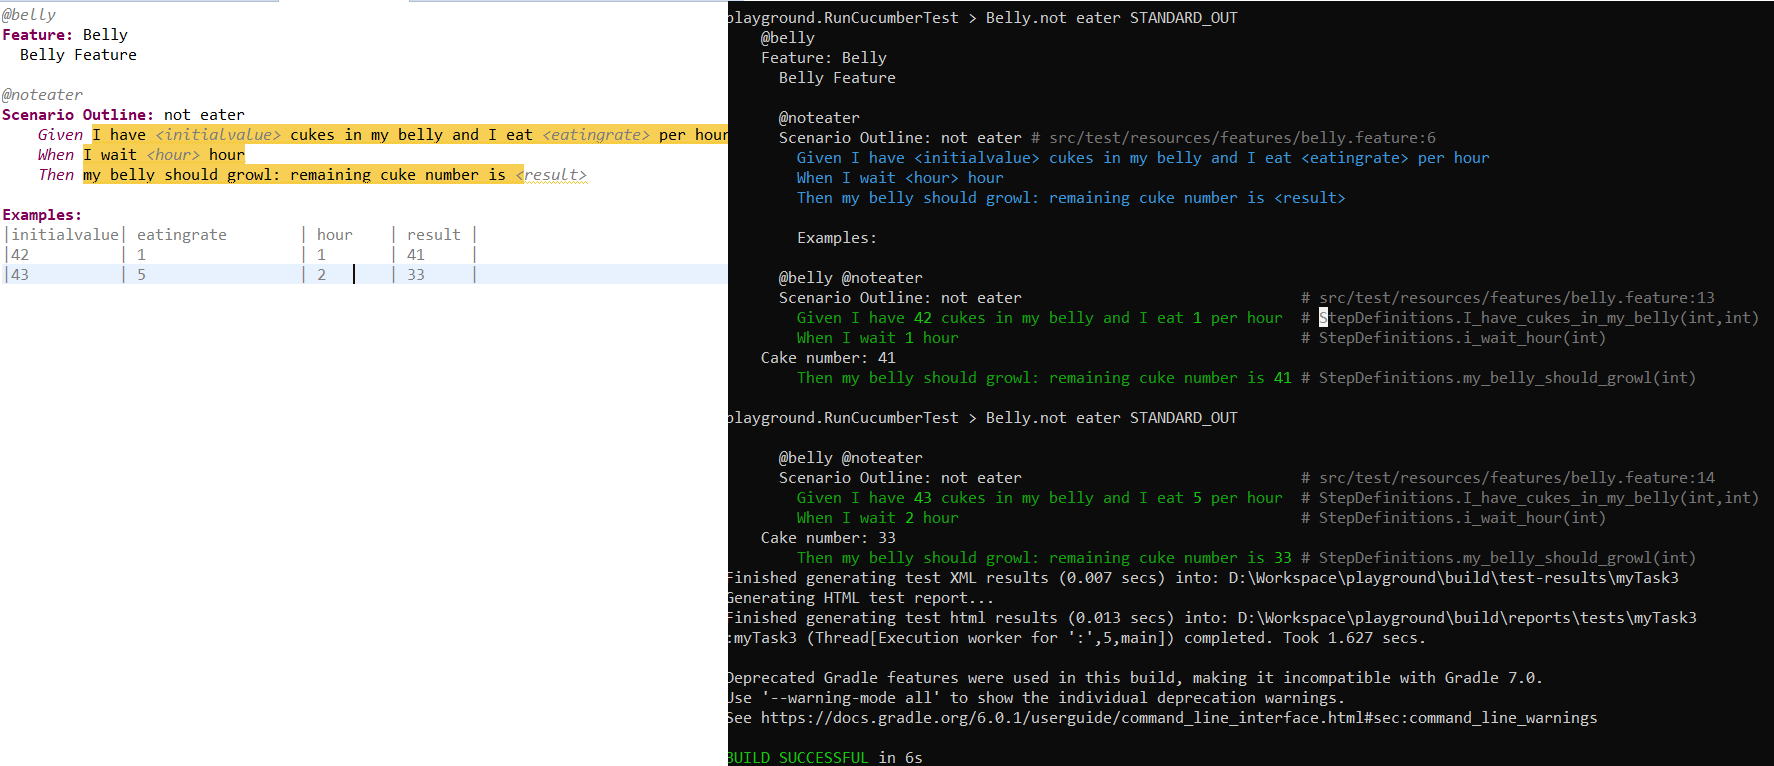 @belly
Feature: Belly
Belly Feature
@noteater
Scenario Outline: not eater
Given I have <initialvalue> cukes in my belly and I eat <eatingrate> per hour
When I wait <hour> hour
Then my belly should growl: remaining cuke number is <result>
Examples:
|initialvalue| eatingrate | hour | result |
|42 | 1 | 1 | 41 |
|43 | 5 | 2 | 33 |
playground.RunCucumberTest > Belly.not eater STANDARD_OUT
@belly
Feature: Belly
Belly Feature
@noteater
Scenario Outline: not eater # src/test/resources/features/belly.feature:6
Given I have <initialvalue> cukes in my belly and I eat <eatingrate> per hour
When I wait <hour> hour
Then my belly should growl: remaining cuke number is <result>
Examples:
@belly @noteater
Scenario Outline: not eater # src/test/resources/features/belly.feature:13
Given I have 42 cukes in my belly and I eat 1 per hour # StepDefinitions.I_have_cukes_in_my_belly(int,int)
When I wait 1 hour # StepDefinitions.i_wait_hour(int)
Cake number: 41
Then my belly should growl: remaining cuke number is 41 # StepDefinitions.my_belly_should_growl(int)
playground.RunCucumberTest > Belly.not eater STANDARD_OUT
@belly @noteater
Scenario Outline: not eater # src/test/resources/features/belly.feature:14
Given I have 43 cukes in my belly and I eat 5 per hour # StepDefinitions.I_have_cukes_in_my_belly(int,int)
When I wait 2 hour # StepDefinitions.i_wait_hour(int)
Cake number: 33
Then my belly should growl: remaining cuke number is 33 # StepDefinitions.my_belly_should_growl(int)
Finished generating test XML results (0.007 secs) into: D:\Workspace\playground\build\test-results\myTask3
Generating HTML test report...
Finished generating test html results (0.013 secs) into: D:\Workspace\playground\build\reports\tests\myTask3
:myTask3 (Thread[Execution worker for ':',5,main]) completed. Took 1.627 secs.
Deprecated Gradle features were used in this build, making it incompatible with Gradle 7.0.
Use '--warning-mode all' to show the individual deprecation warnings.
See https://docs.gradle.org/6.0.1/userguide/command_line_interface.html#sec:command_line_warnings
BUILD SUCCESSFUL in 6s